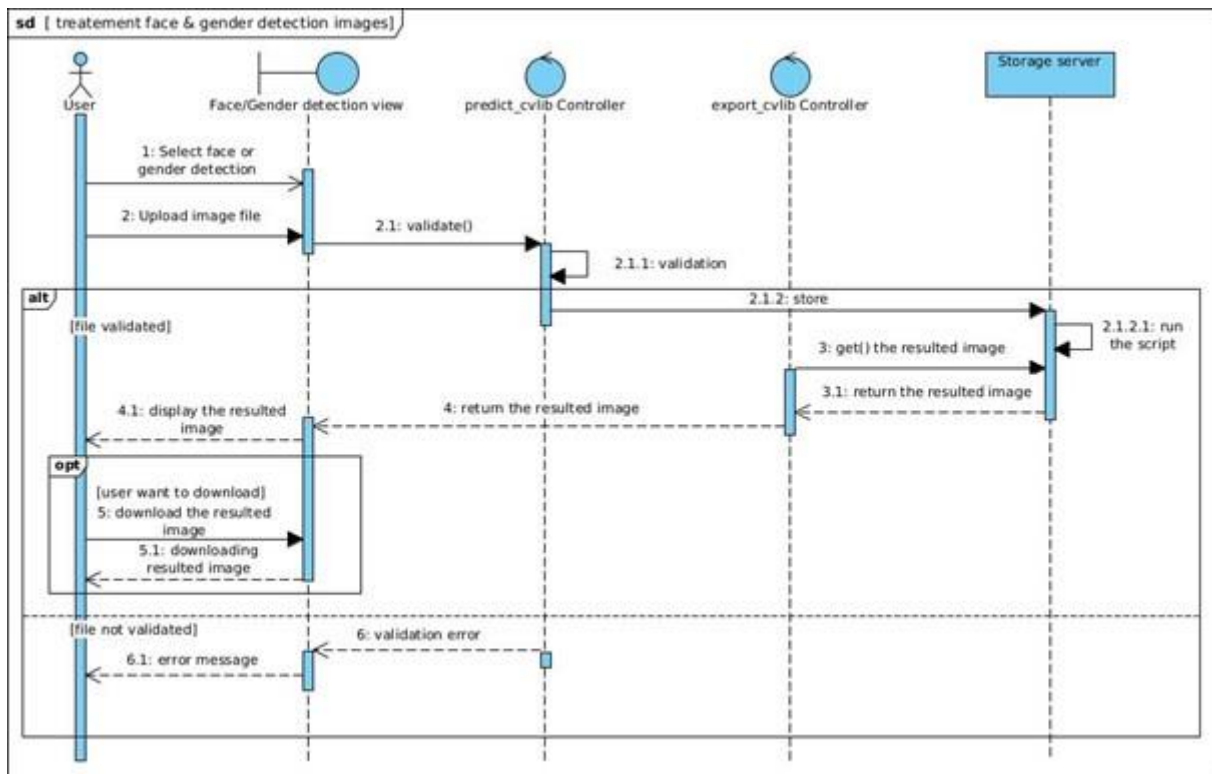 sd [ treatement face & gender detection images]
User
Face/Gender detection view
predict_cvlib Controller
export_cvlib Controller
Storage server
1: Select face or
gender detection
2: Upload image file
2.1: validate()
2.1.1: validation
alt
2.1.2: store
[file validated]
2.1.2.1: run
the script
3: get() the resulted image
3.1: return the resulted image
4: return the resulted image
4.1: display the resulted
image
opt
[user want to download]
5: download the resulted
image
5.1: downloading
resulted image
[file not validated]
6: validation error
6.1: error message